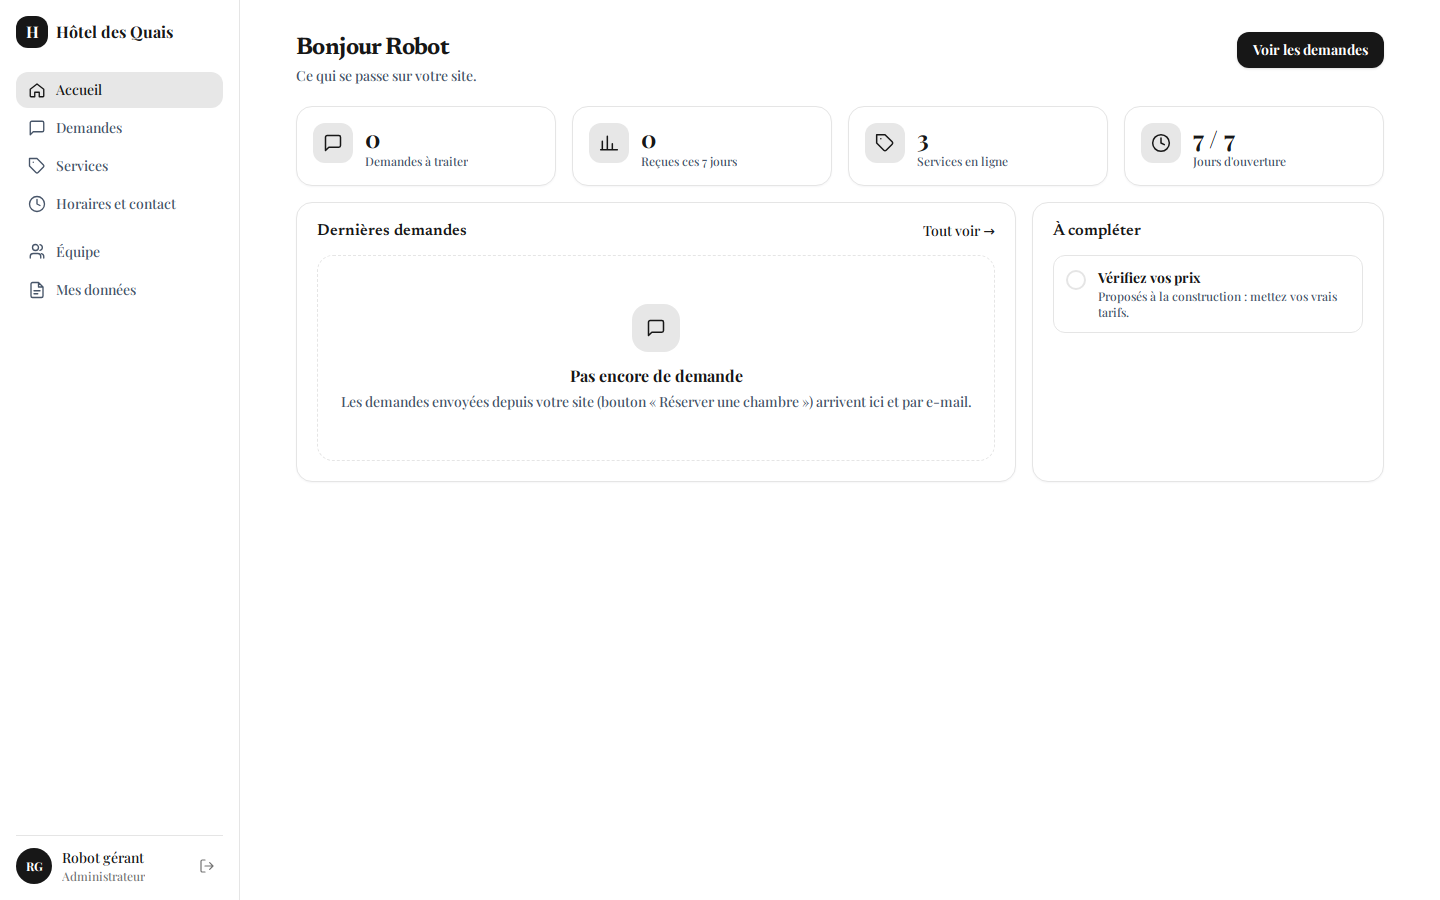 H Hôtel des Quais
Accueil
Demandes
Services
Horaires et contact
Équipe
Mes données
RG
Robot gérant
Administrateur
Bonjour Robot
Ce qui se passe sur votre site.
Voir les demandes
0
Demandes à traiter
0
Reçues ces 7 jours
3
Services en ligne
7 / 7
Jours d'ouverture
Dernières demandes
Tout voir →
Pas encore de demande
Les demandes envoyées depuis votre site (bouton « Réserver une chambre ») arrivent ici et par e-mail.
À compléter
Vérifiez vos prix
Proposés à la construction : mettez vos vrais
tarifs.